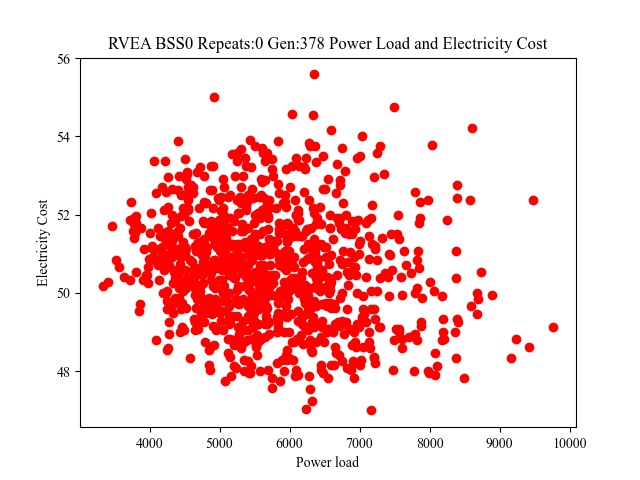 RVEA BSS0 Repeats:0 Gen:378 Power Load and Electricity Cost
56
54
52
50
48
Electricity Cost
4000 5000 6000 7000 8000 9000 10000
Power load